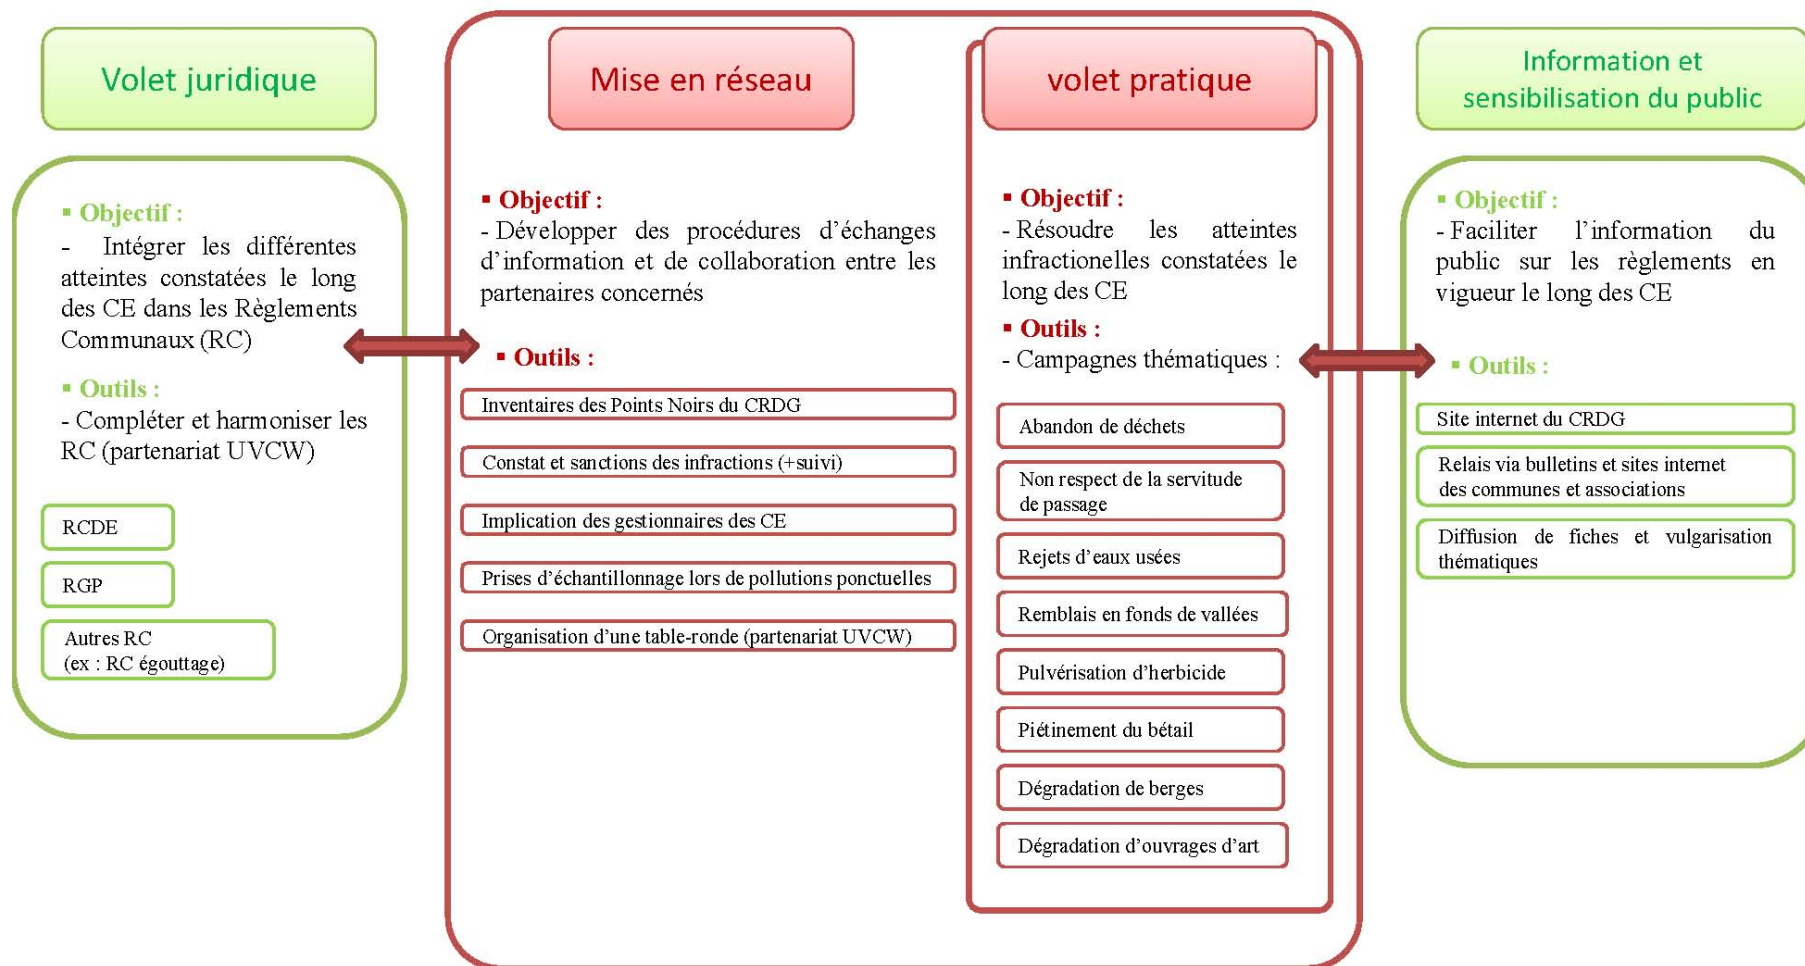 Volet juridique
▪ Objectif :
- Intégrer les différentes
atteintes constatées le long
des CE dans les Règlements
Communaux (RC)
▪ Outils :
- Compléter et harmoniser les
RC (partenariat UVCW)
RCDE
RGP
Autres RC
(ex : RC égouttage)
Mise en réseau
▪ Objectif :
- Développer des procédures d’échanges
d’information et de collaboration entre les
partenaires concernés
▪ Outils :
Inventaires des Points Noirs du CRDG
Constat et sanctions des infractions (+suivi)
Implication des gestionnaires des CE
Prises d’échantillonnage lors de pollutions ponctuelles
Organisation d’une table-ronde (partenariat UVCW)
volet pratique
▪ Objectif :
- Résoudre les atteintes
infractionelles constatées le
long des CE
▪ Outils :
- Campagnes thématiques :
Abandon de déchets
Non respect de la servitude
de passage
Rejets d’eaux usées
Remblais en fonds de vallées
Pulvérisation d’herbicide
Piétinement du bétail
Dégradation de berges
Dégradation d’ouvrages d’art
Information et
sensibilisation du public
▪ Objectif :
- Faciliter l’information du
public sur les règlements en
vigueur le long des CE
▪ Outils :
Site internet du CRDG
Relais via bulletins et sites internet
des communes et associations
Diffusion de fiches et vulgarisation
thématiques